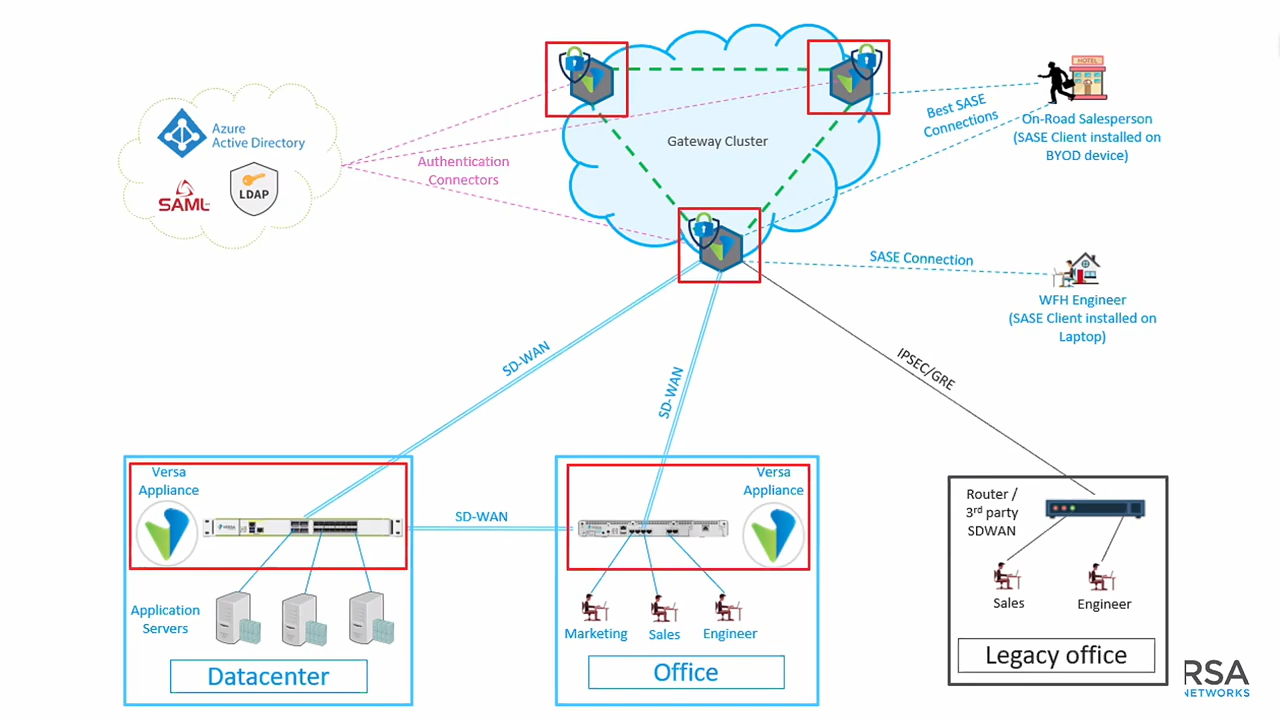 HOTEL
Azure
Active Directory
SAML
LDAP
Authentication
Connectors
Gateway Cluster
Best SASE
Connections
On-Road Salesperson
(SASE Client installed on
BYOD device)
SASE Connection
WFH Engineer
(SASE Client installed on
Laptop)
SD-WAN
SD-WAN
IPSEC/GRE
Versa
Appliance
VERSA
SD-WAN
Versa
Appliance
Router /
3rd party
SDWAN
Application
Servers
Marketing
Sales
Engineer
Sales
Engineer
Datacenter
Office
Legacy office
RSA
NETWORKS